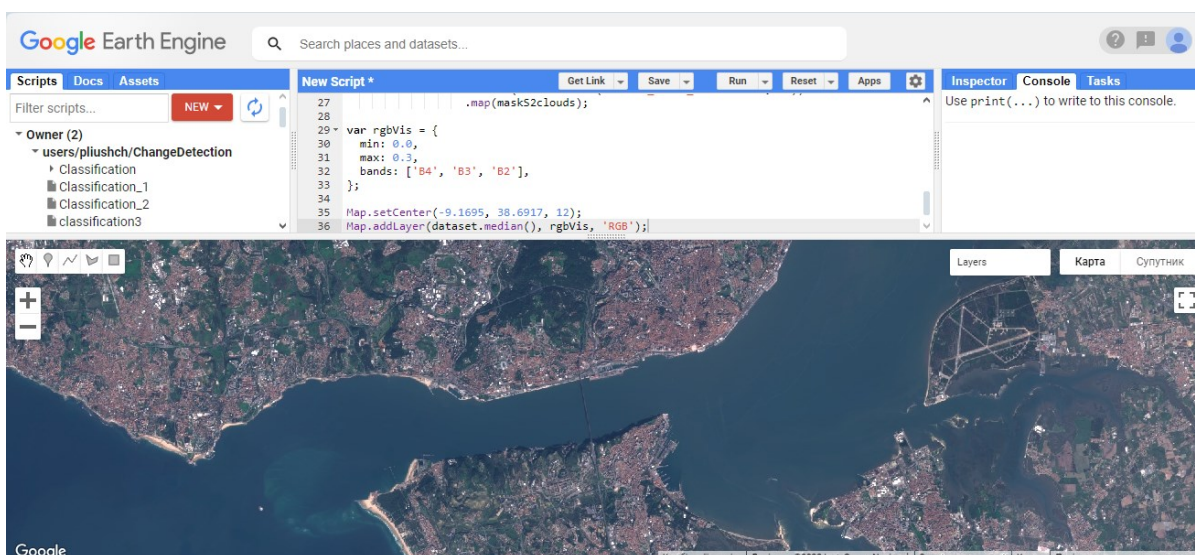 Google Earth Engine
Search places and datasets...
Scripts Docs Assets
Filter scripts...
NEW
Owner (2)
users/pliushch/ChangeDetection
Classification
Classification_1
Classification_2
classification3
New Script *
Get Link Save Run Reset Apps
27 .map(maskS2clouds);
28
29 var rgbVis = {
30 min: 0.0,
31 max: 0.3,
32 bands: ['B4', 'B3', 'B2'],
33 };
34
35 Map.setCenter(-9.1695, 38.6917, 12);
36 Map.addLayer(dataset.median(), rgbVis, 'RGB');
Inspector Console Tasks
Use print(...) to write to this console.
Layers
Карта Супутник
Google